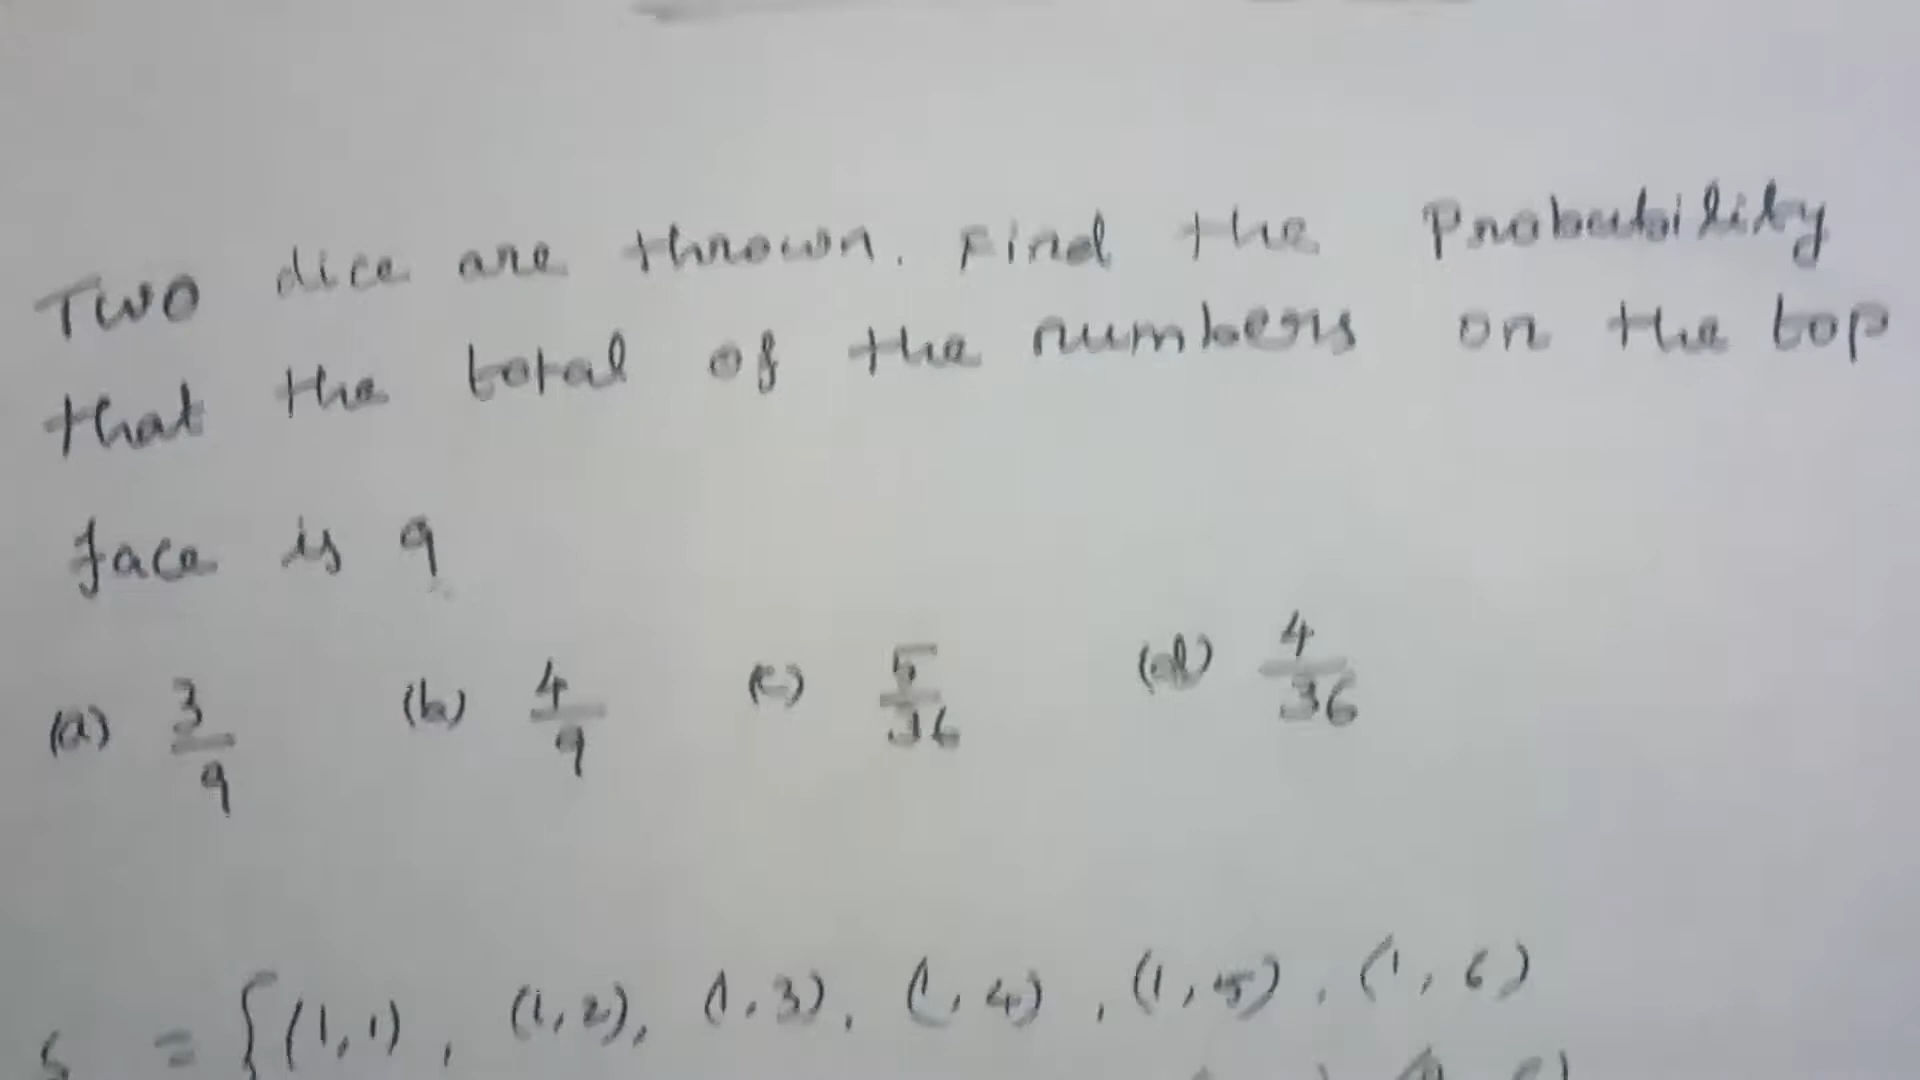 Two dice are thrown. Find the Probability
that the total of the numbers on the top
face is 9
(a) 3/9 (b) 4/9 (c) 5/36 (d) 4/36
S = {(1,1), (1,2), (1,3), (1,4), (1,5), (1,6)